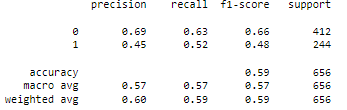 precision recall f1-score support
0 0.69 0.63 0.66 412
1 0.45 0.52 0.48 244
accuracy 0.59 656
macro avg 0.57 0.57 0.57 656
weighted avg 0.60 0.59 0.59 656